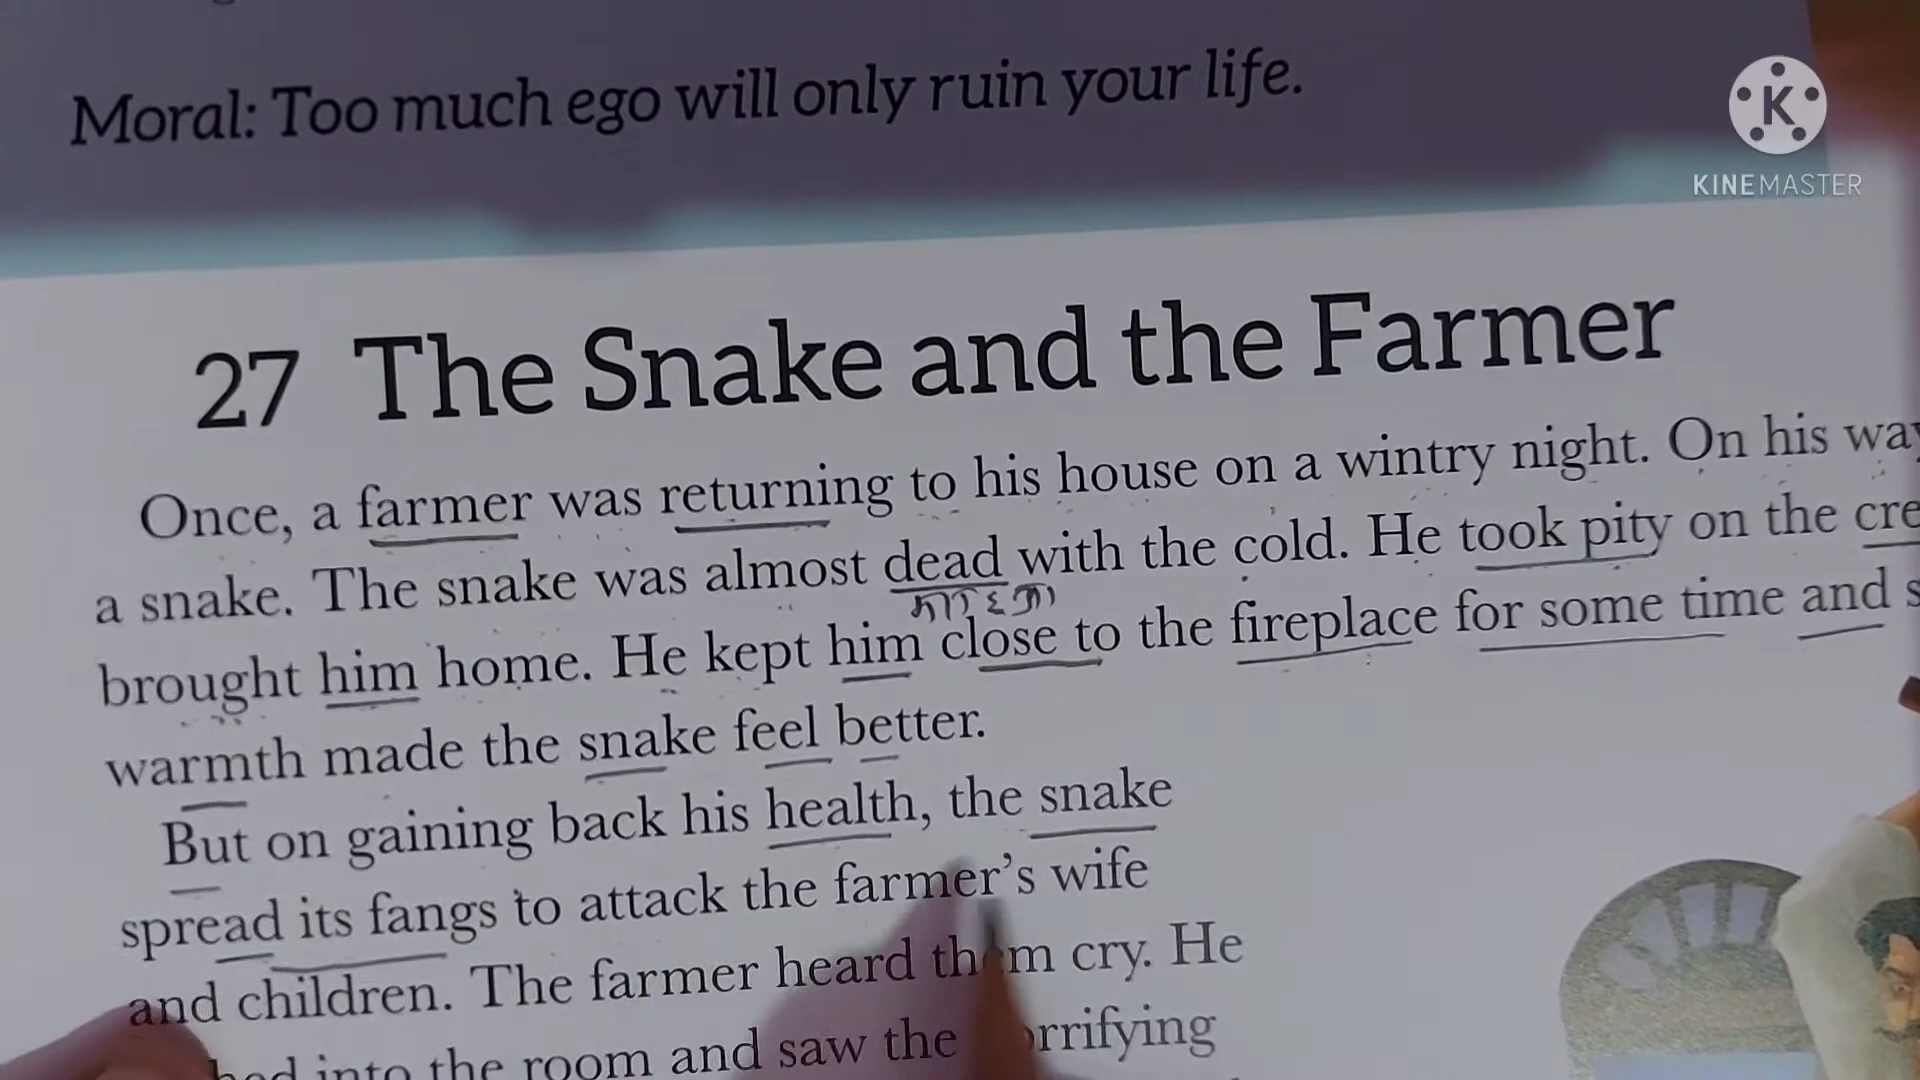 Moral: Too much ego will only ruin your life.
K
KINEMASTER
27 The Snake and the Farmer
Once, a farmer was returning to his house on a wintry night. On his way
a snake. The snake was almost dead with the cold. He took pity on the cre
brought him home. He kept him close to the fireplace for some time and s
warmth made the snake feel better.
But on gaining back his health, the snake
spread its fangs to attack the farmer's wife
and children. The farmer heard them cry. He
into the room and saw the